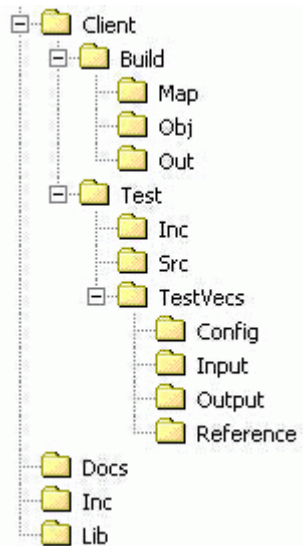 Client
Build
Map
Obj
Out
Test
Inc
Src
TestVecs
Config
Input
Output
Reference
Docs
Inc
Lib